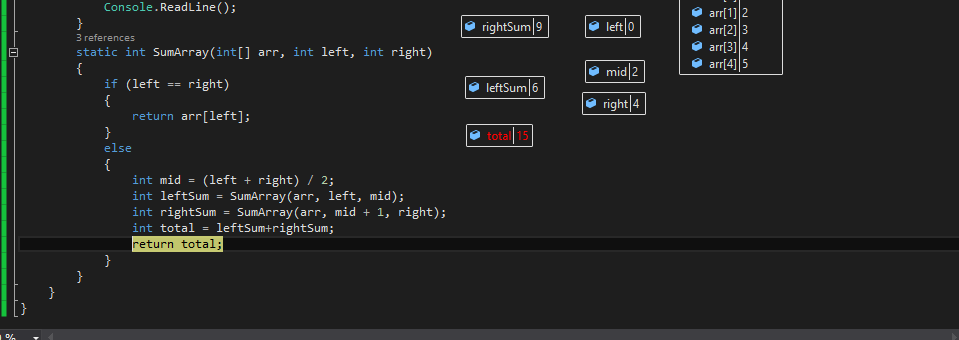 Console.ReadLine();
}
3 references
static int SumArray(int[] arr, int left, int right)
{
if (left == right)
{
return arr[left];
}
else
{
int mid = (left + right) / 2;
int leftSum = SumArray(arr, left, mid);
int rightSum = SumArray(arr, mid + 1, right);
int total = leftSum+rightSum;
return total;
}
}
}
}
rightSum 9
left 0
mid 2
leftSum 6
right 4
total 15
arr[1] 2
arr[2] 3
arr[3] 4
arr[4] 5
%